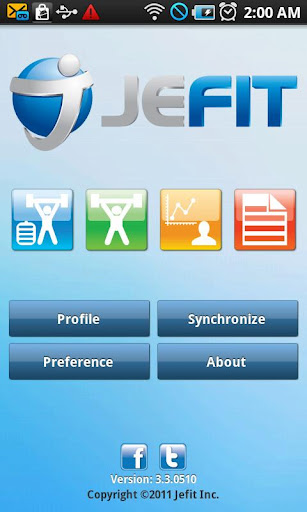 2:00 AM
JEFIT
Profile
Synchronize
Preference
About
Version: 3.3.0510
Copyright ©2011 Jefit Inc.